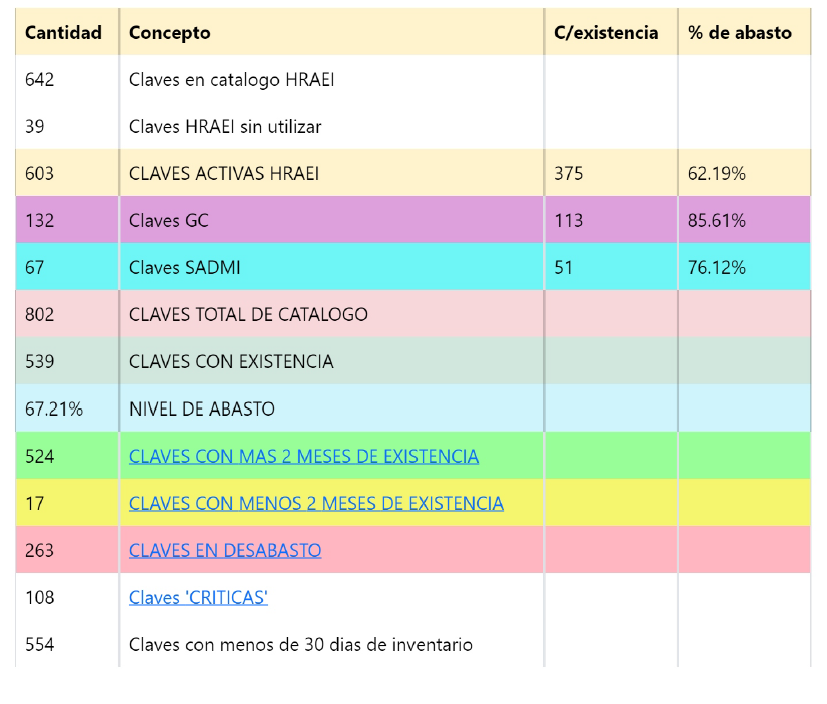 Cantidad Concepto C/existencia % de abasto
642 Claves en catalogo HRAEI
39 Claves HRAEI sin utilizar
603 CLAVES ACTIVAS HRAEI 375 62.19%
132 Claves GC 113 85.61%
67 Claves SADMI 51 76.12%
802 CLAVES TOTAL DE CATALOGO
539 CLAVES CON EXISTENCIA
67.21% NIVEL DE ABASTO
524 CLAVES CON MAS 2 MESES DE EXISTENCIA
17 CLAVES CON MENOS 2 MESES DE EXISTENCIA
263 CLAVES EN DESABASTO
108 Claves 'CRITICAS'
554 Claves con menos de 30 dias de inventario